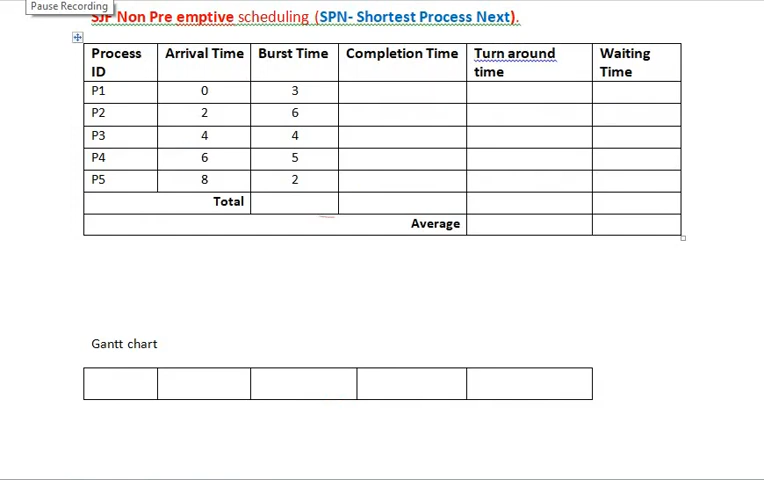 Pause Recording
SJF Non Pre emptive scheduling (SPN- Shortest Process Next).
Process ID Arrival Time Burst Time Completion Time Turn around time Waiting Time
P1 0 3
P2 2 6
P3 4 4
P4 6 5
P5 8 2
Total
Average
Gantt chart